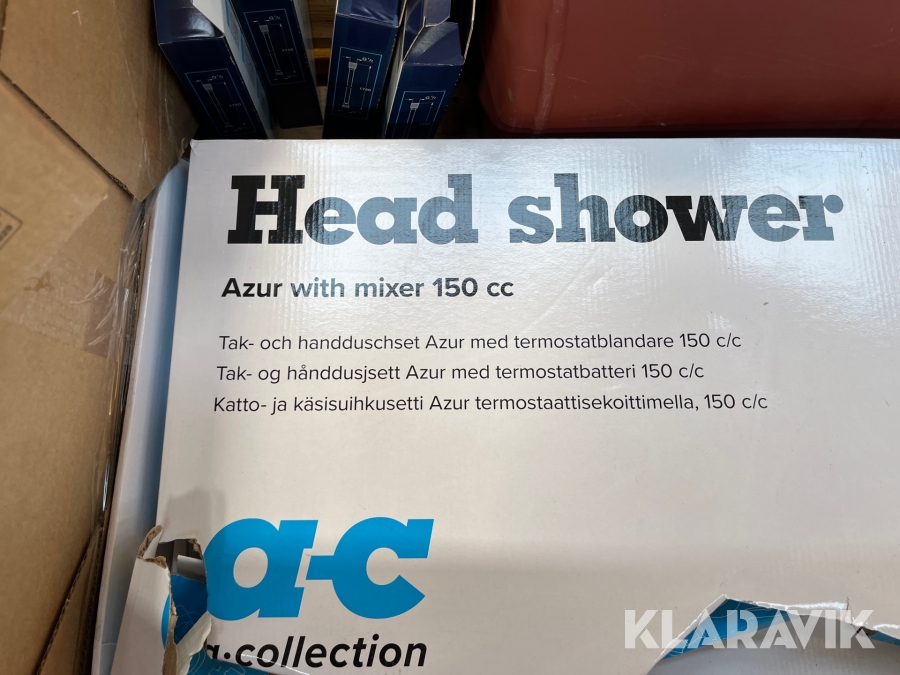 Head shower
Azur with mixer 150 cc
Tak- och handduschset Azur med termostatblandare 150 c/c
Tak- og hånddusjsett Azur med termostatbatteri 150 c/c
Katto- ja käsisuihkusetti Azur termostaattisekoittimella, 150 c/c
a-c
a·collection
KLARAVIK